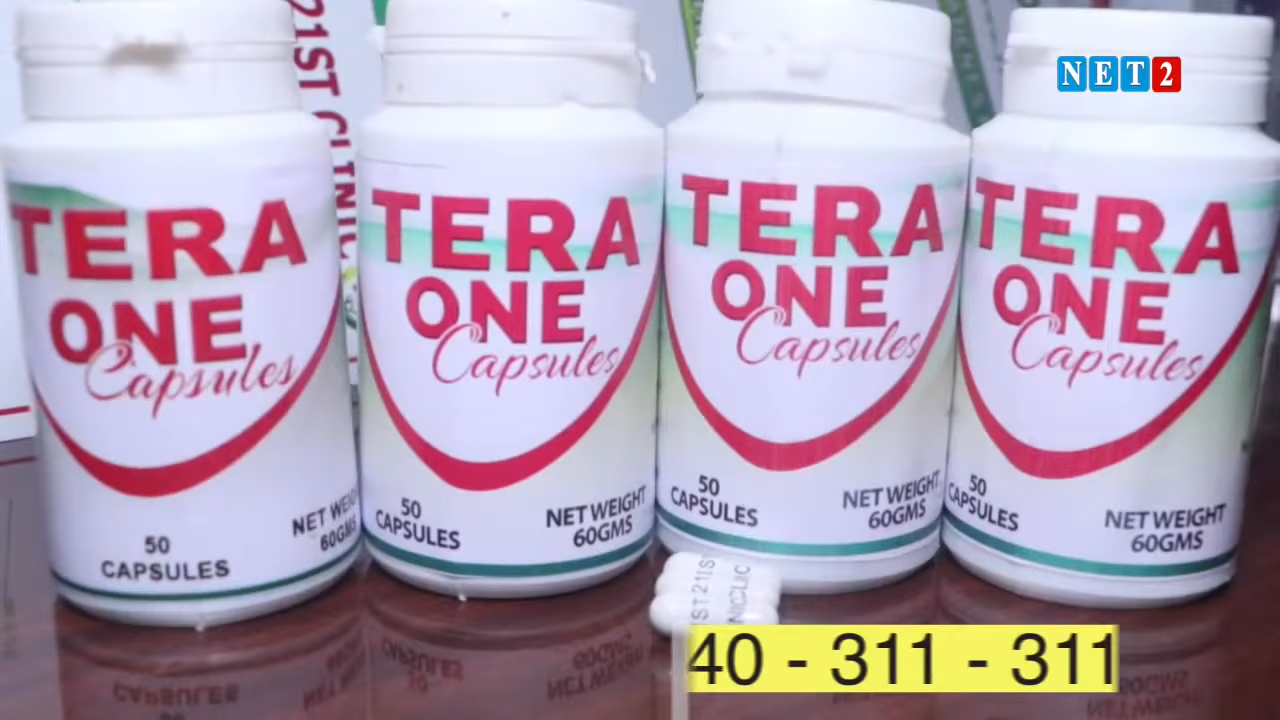 NET2
21ST CLINIC
TERA
ONE
Capsules
50
CAPSULES
NET WEIGHT
60GMS
TERA
ONE
Capsules
50
CAPSULES
NET WEIGHT
60GMS
TERA
ONE
Capsules
50
CAPSULES
NET WEIGHT
60GMS
TERA
ONE
Capsules
50
CAPSULES
NET WEIGHT
60GMS
40 - 311 - 311